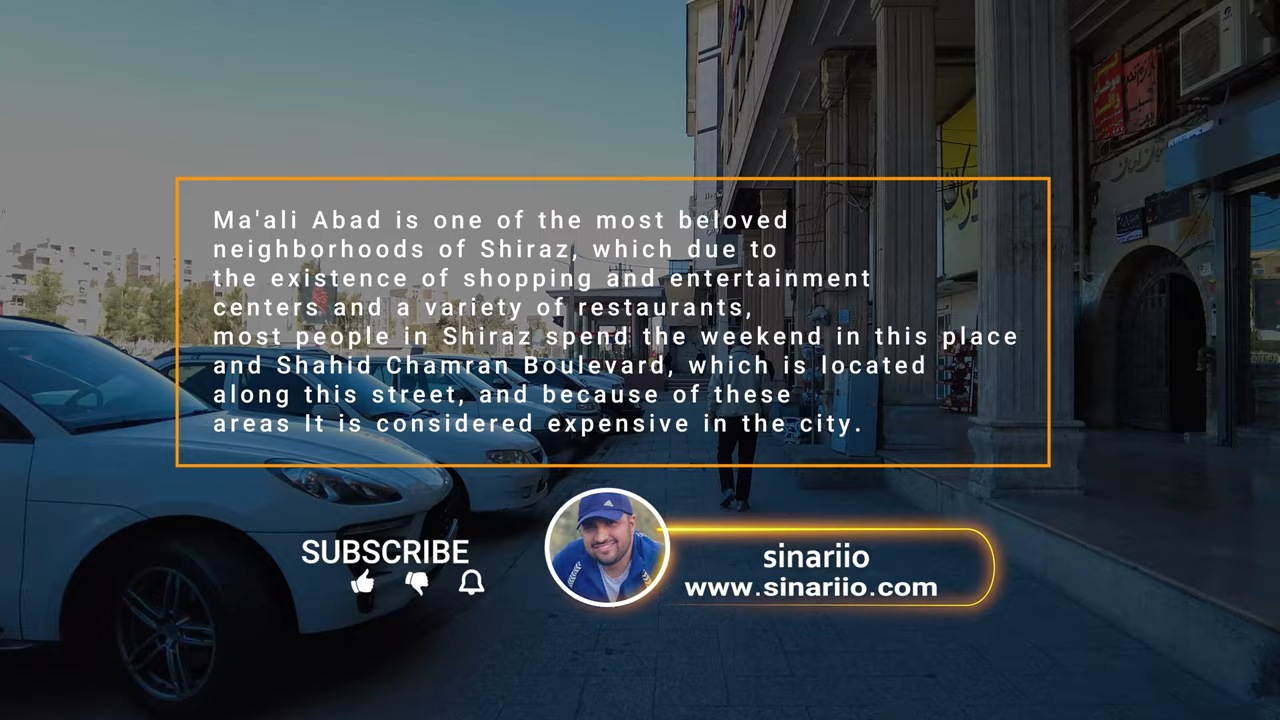 Ma'ali Abad is one of the most beloved
neighborhoods of Shiraz, which due to
the existence of shopping and entertainment
centers and a variety of restaurants,
most people in Shiraz spend the weekend in this place
and Shahid Chamran Boulevard, which is located
along this street, and because of these
areas It is considered expensive in the city.
SUBSCRIBE
sinariio
www.sinariio.com